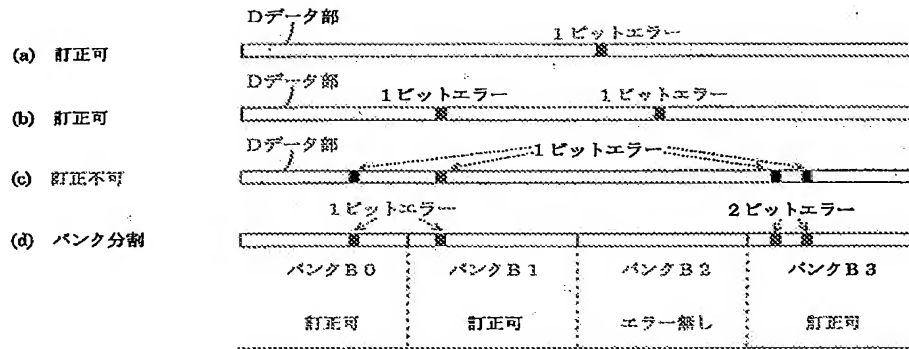 Dデータ部
1ビットエラー
(a) 訂正可
Dデータ部
1ビットエラー 1ビットエラー
(b) 訂正可
Dデータ部
1ビットエラー
(c) 訂正不可
1ビットエラー 2ビットエラー
(d) バンク分割
バンクB0 バンクB1 バンクB2 バンクB3
訂正可 訂正可 エラー無し 訂正可